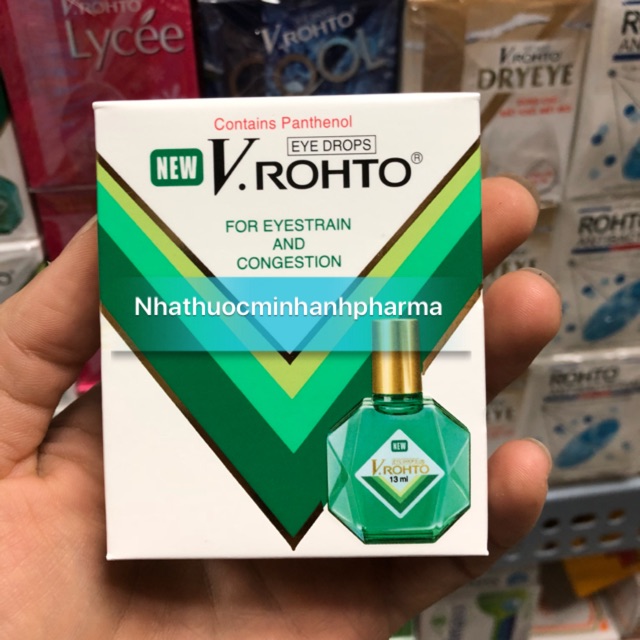 V.ROHTO
Lycée
V.ROHTO
COOL
V.ROHTO
DRYEYE
Contains Panthenol
EYE DROPS
NEW
V.ROHTO®
FOR EYESTRAIN
AND
CONGESTION
Nhathuocminhanhpharma
NEW
V.ROHTO
13 ml
ROHTO
ROHTO